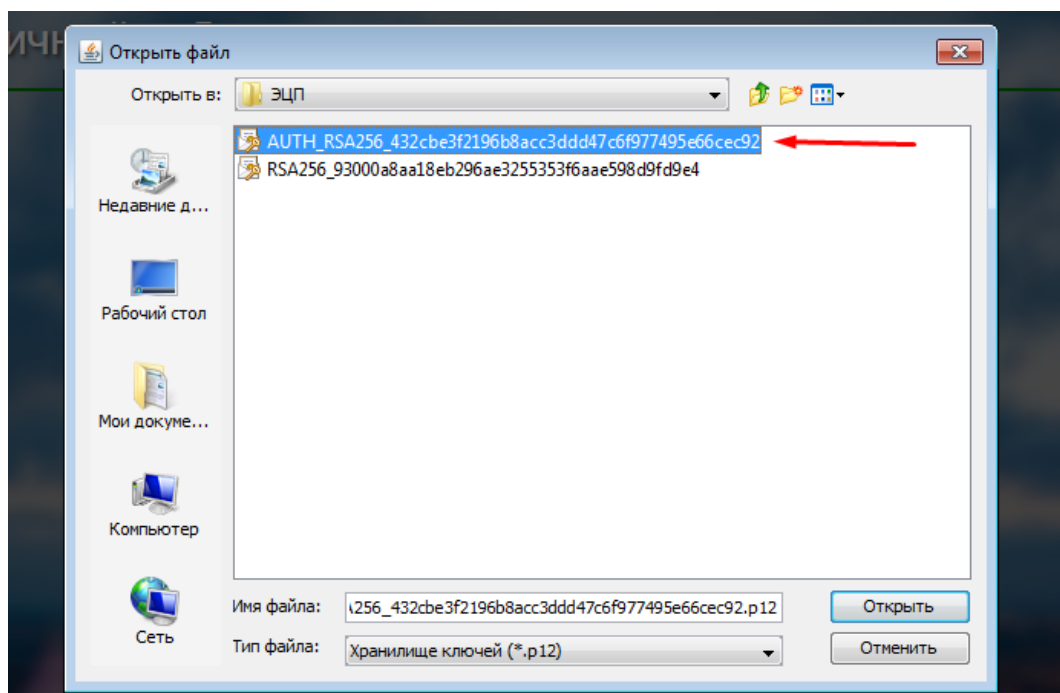 Открыть файл
Открыть в: ЭЦП
AUTH_RSA256_432cbe3f2196b8acc3ddd47c6f977495e66cec92
RSA256_93000a8aa18eb296ae3255353f6aae598d9fd9e4
Недавние д...
Рабочий стол
Мои докуме...
Компьютер
Сеть
Имя файла: 256_432cbe3f2196b8acc3ddd47c6f977495e66cec92.p12 Открыть
Тип файла: Хранилище ключей (*.p12) Отменить